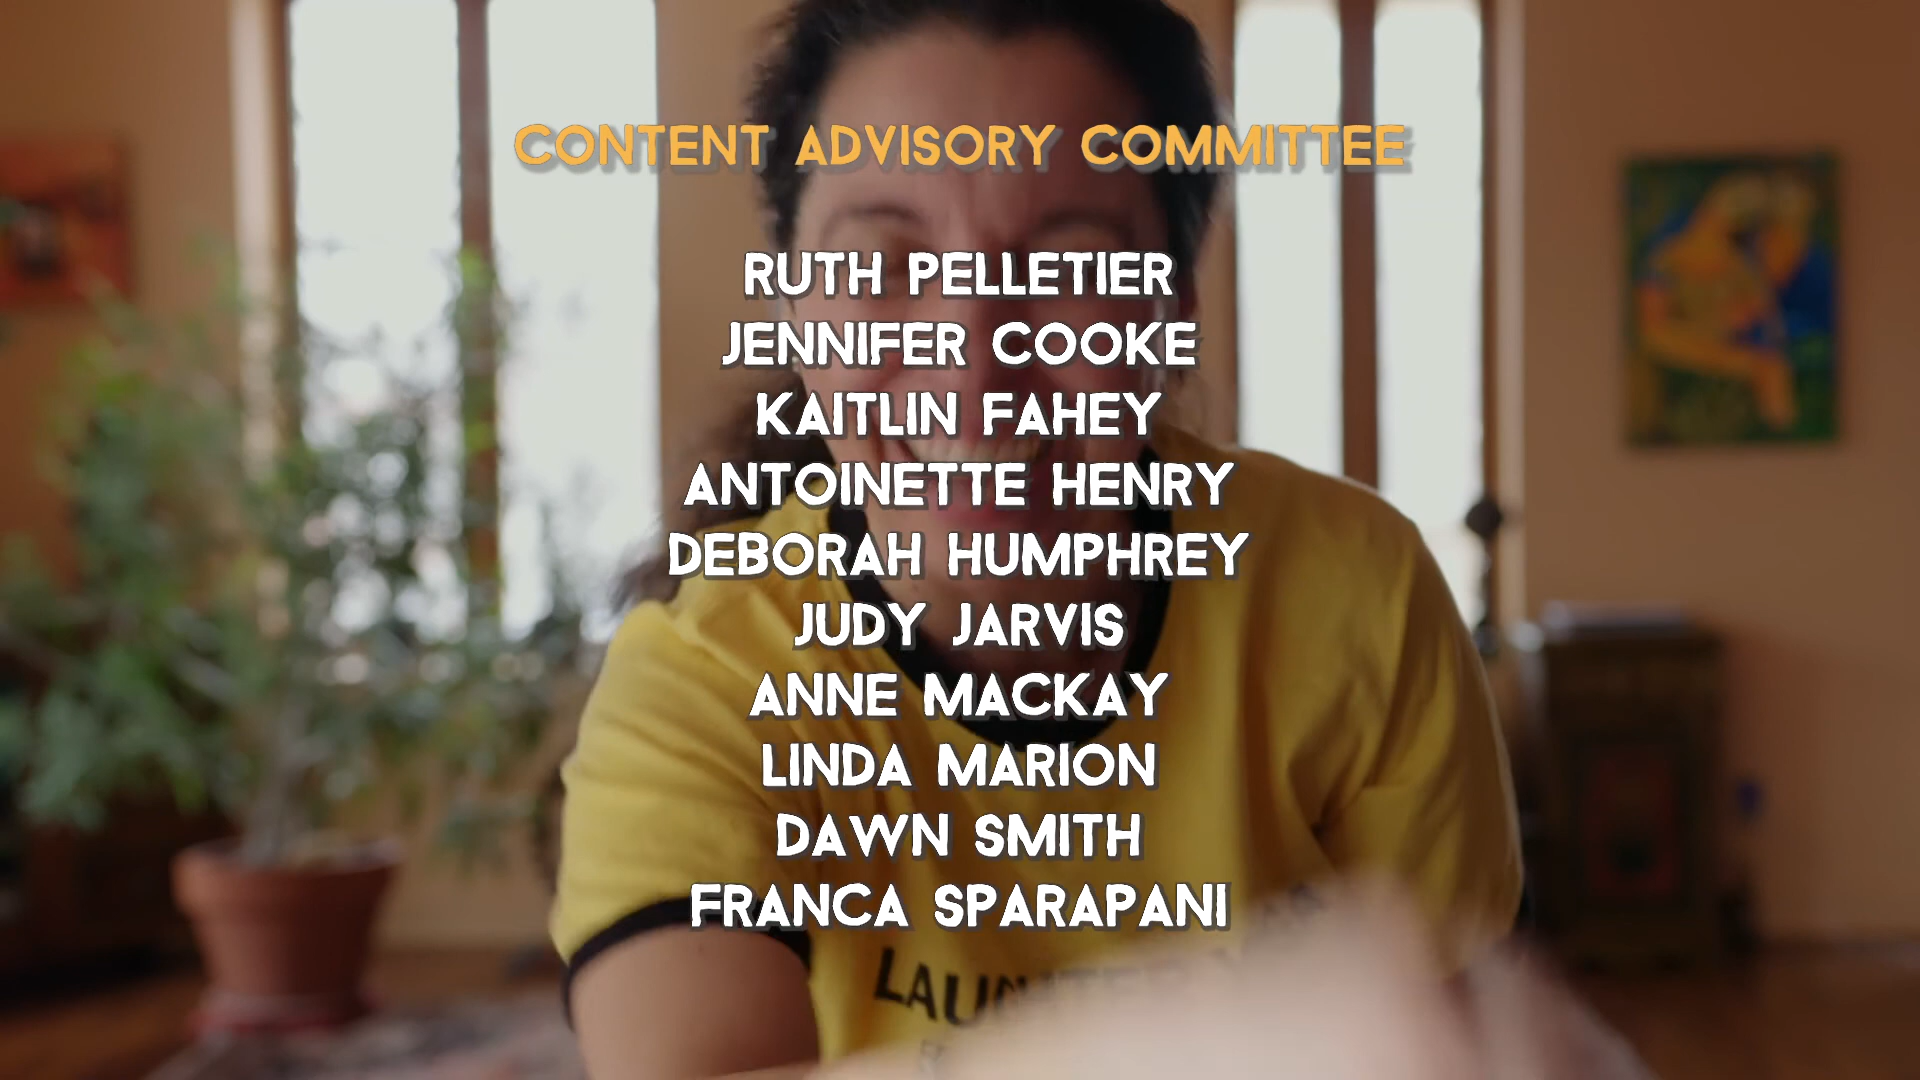 CONTENT ADVISORY COMMITTEE
RUTH PELLETIER
JENNIFER COOKE
KAITLIN FAHEY
ANTOINETTE HENRY
DEBORAH HUMPHREY
JUDY JARVIS
ANNE MACKAY
LINDA MARION
DAWN SMITH
FRANCA SPARAPANI